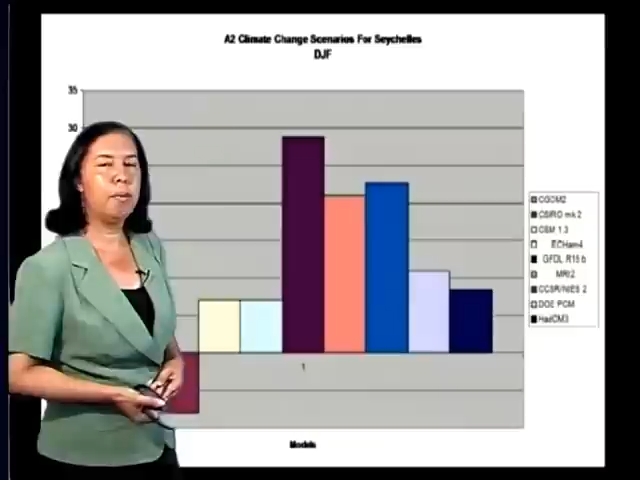 A2 Climate Change Scenarios For Seychelles
DJF
35
30
1
Models
CGCM2
CSIRO mk 2
CSM 1.3
ECHam4
GFDL R15 b
MRI2
CCSR/NIES 2
DOE PCM
HadCM3